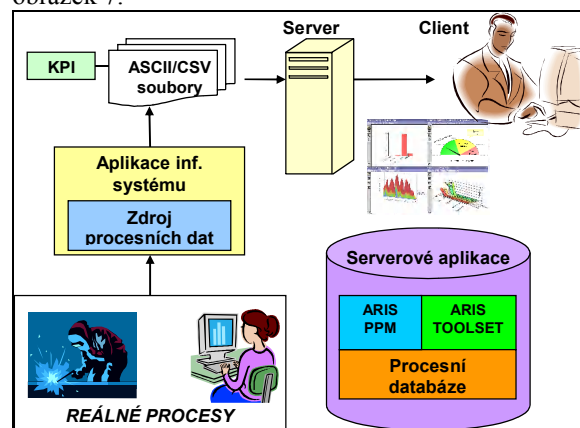 obrázek 7.
Server
Client
KPI
ASCII/CSV
soubory
Aplikace inf.
systému
Zdroj
procesních dat
Serverové aplikace
ARIS
PPM
ARIS
TOOLSET
Procesní
databáze
REÁLNÉ PROCESY